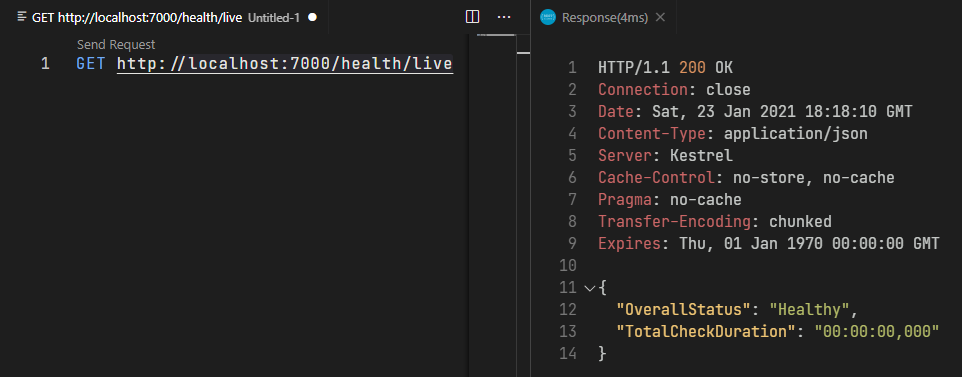 GET http://localhost:7000/health/live Untitled-1
Send Request
1 GET http://localhost:7000/health/live
Response(4ms)
1 HTTP/1.1 200 OK
2 Connection: close
3 Date: Sat, 23 Jan 2021 18:18:10 GMT
4 Content-Type: application/json
5 Server: Kestrel
6 Cache-Control: no-store, no-cache
7 Pragma: no-cache
8 Transfer-Encoding: chunked
9 Expires: Thu, 01 Jan 1970 00:00:00 GMT
10
11 {
12 "OverallStatus": "Healthy",
13 "TotalCheckDuration": "00:00:00,000"
14 }